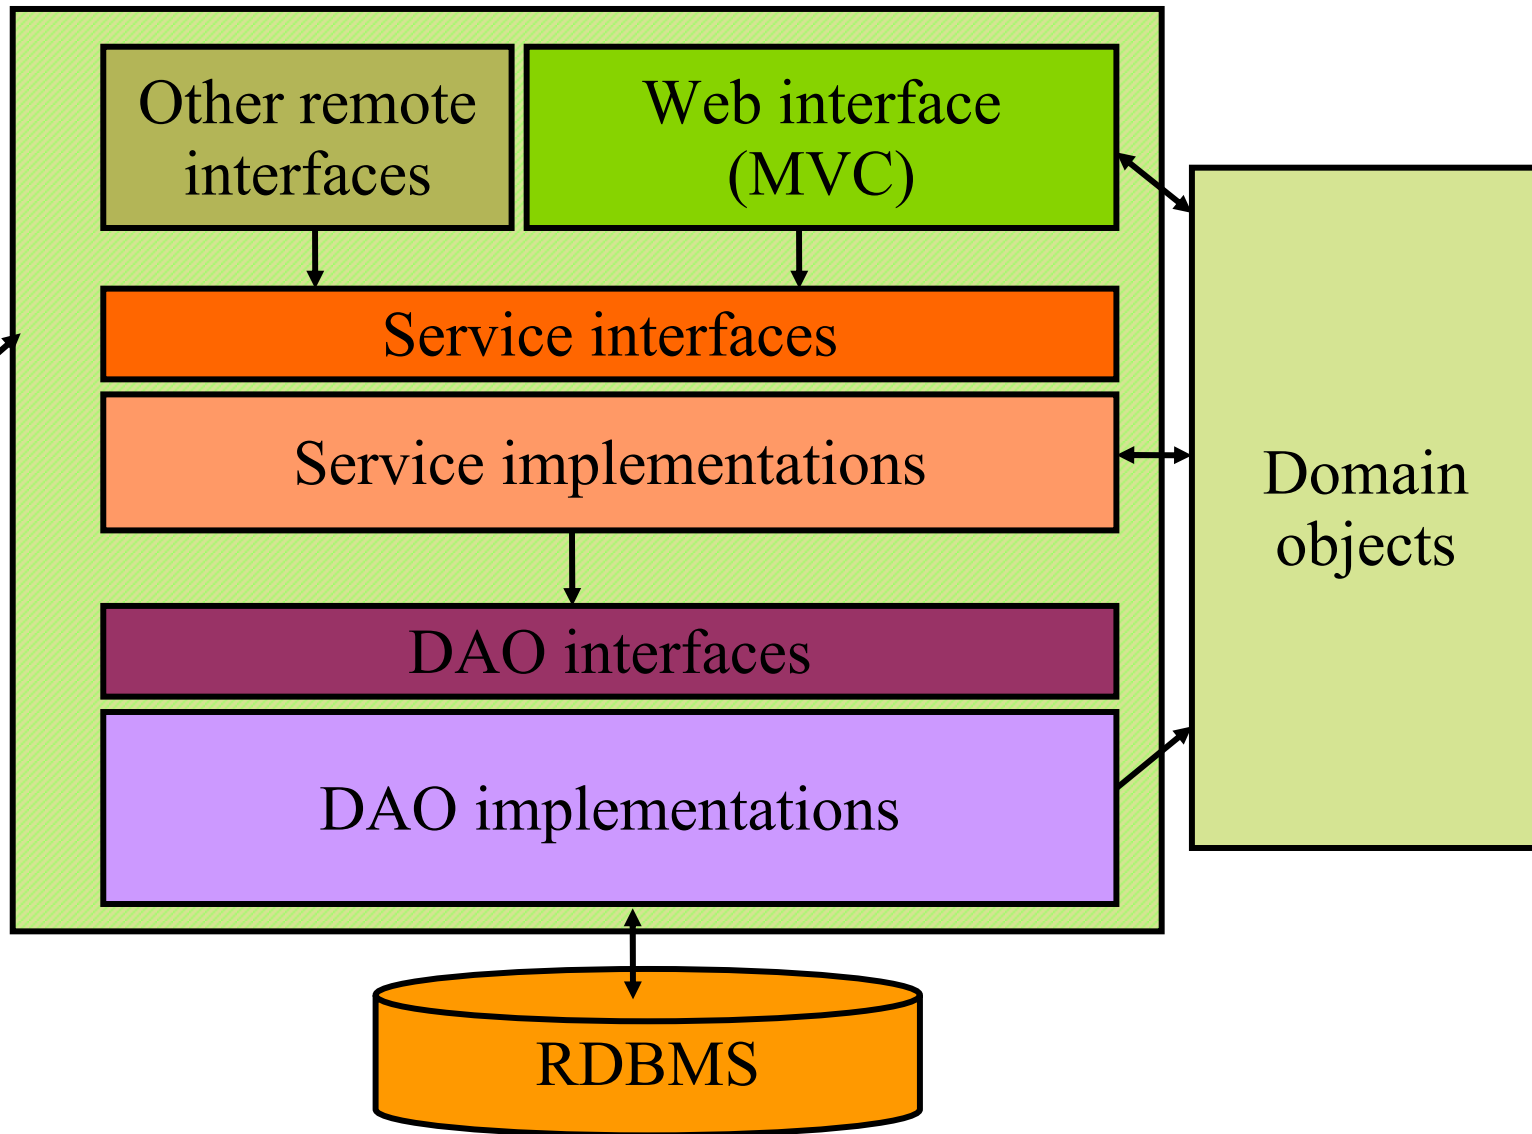 Other remote
interfaces
Web interface
(MVC)
Service interfaces
Service implementations
Domain
objects
DAO interfaces
DAO implementations
RDBMS